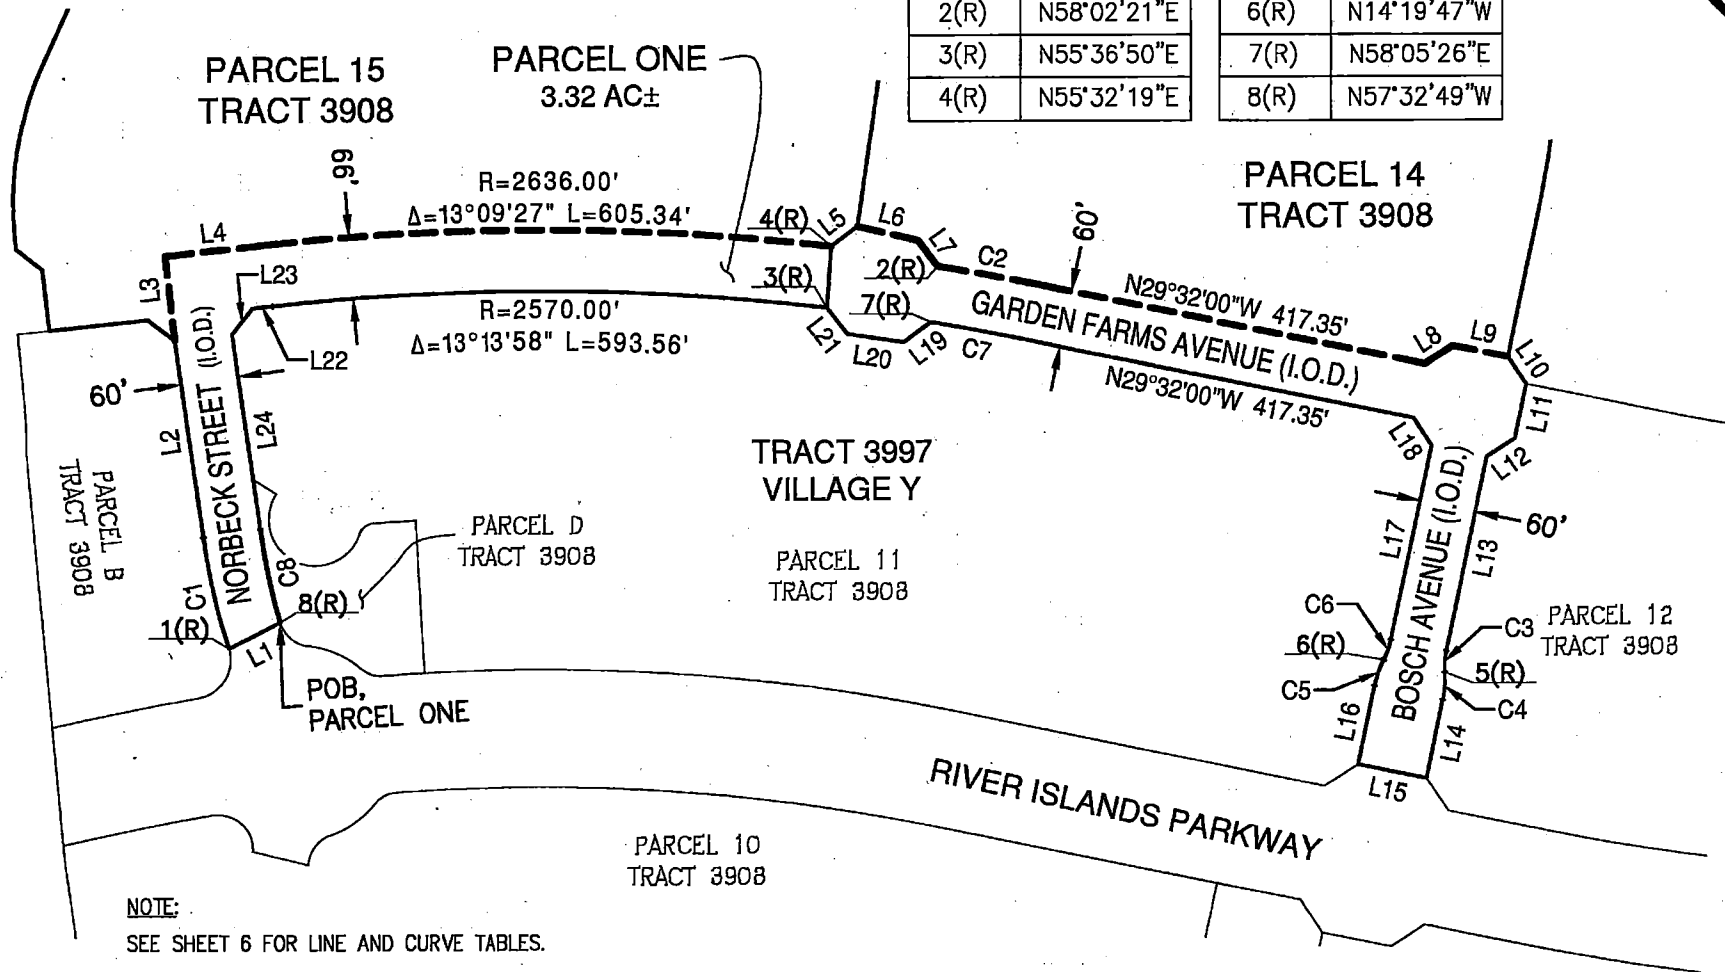 2(R) N58°02'21"E 6(R) N14°19'47"W
3(R) N55°36'50"E 7(R) N58°05'26"E
4(R) N55°32'19"E 8(R) N57°32'49"W
PARCEL 15
TRACT 3908
PARCEL ONE
3.32 AC±
PARCEL 14
TRACT 3908
66'
R=2636.00'
Δ=13°09'27" L=605.34'
4(R)
L5
L6
L7
60'
L4
L3
L23
3(R)
2(R)
C2
N29°32'00"W 417.35'
R=2570.00'
Δ=13°13'58" L=593.56'
7(R)
GARDEN FARMS AVENUE (I.O.D.)
L8
L9
L10
L22
L21
L20
L19
C7
N29°32'00"W 417.35'
L11
60'
L2
NORBECK STREET (I.O.D.)
L24
L18
L12
TRACT 3997
VILLAGE Y
PARCEL B
TRACT 3908
PARCEL D
TRACT 3908
PARCEL 11
TRACT 3908
L17
BOSCH AVENUE (I.O.D.)
L13
60'
C1
C8
1(R)
8(R)
L1
C6
6(R)
C5
C3
5(R)
C4
PARCEL 12
TRACT 3908
POB,
PARCEL ONE
L16
L14
L15
RIVER ISLANDS PARKWAY
PARCEL 10
TRACT 3908
NOTE:
SEE SHEET 6 FOR LINE AND CURVE TABLES.